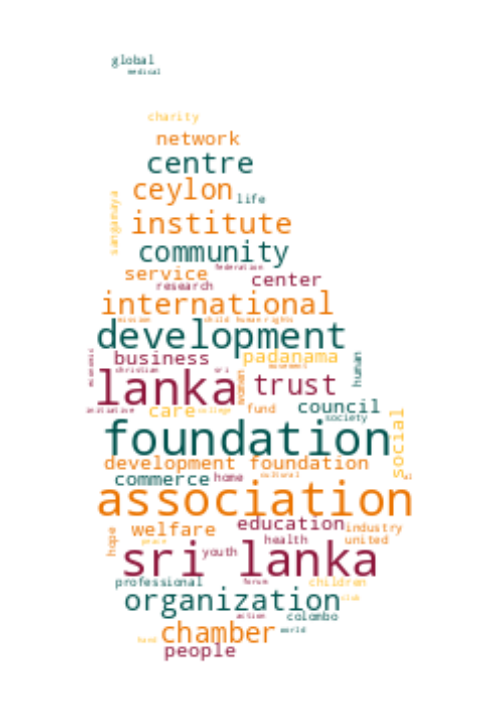 global
medical
charity
network
centre
ceylon
life
sangamaya
institute
community
federation
service
center
research
international
mission child human rights
development
business padanama
movement
christian sri
economic
human
lanka
women
trust
initiative
care
college
fund
council
society
foundation
social
development foundation
commerce home cultural
association
education
hope
welfare
industry
peace
health
united
youth
sri lanka
professional
forum
children
organization
club
action
colombo
chamber
world
hand
people